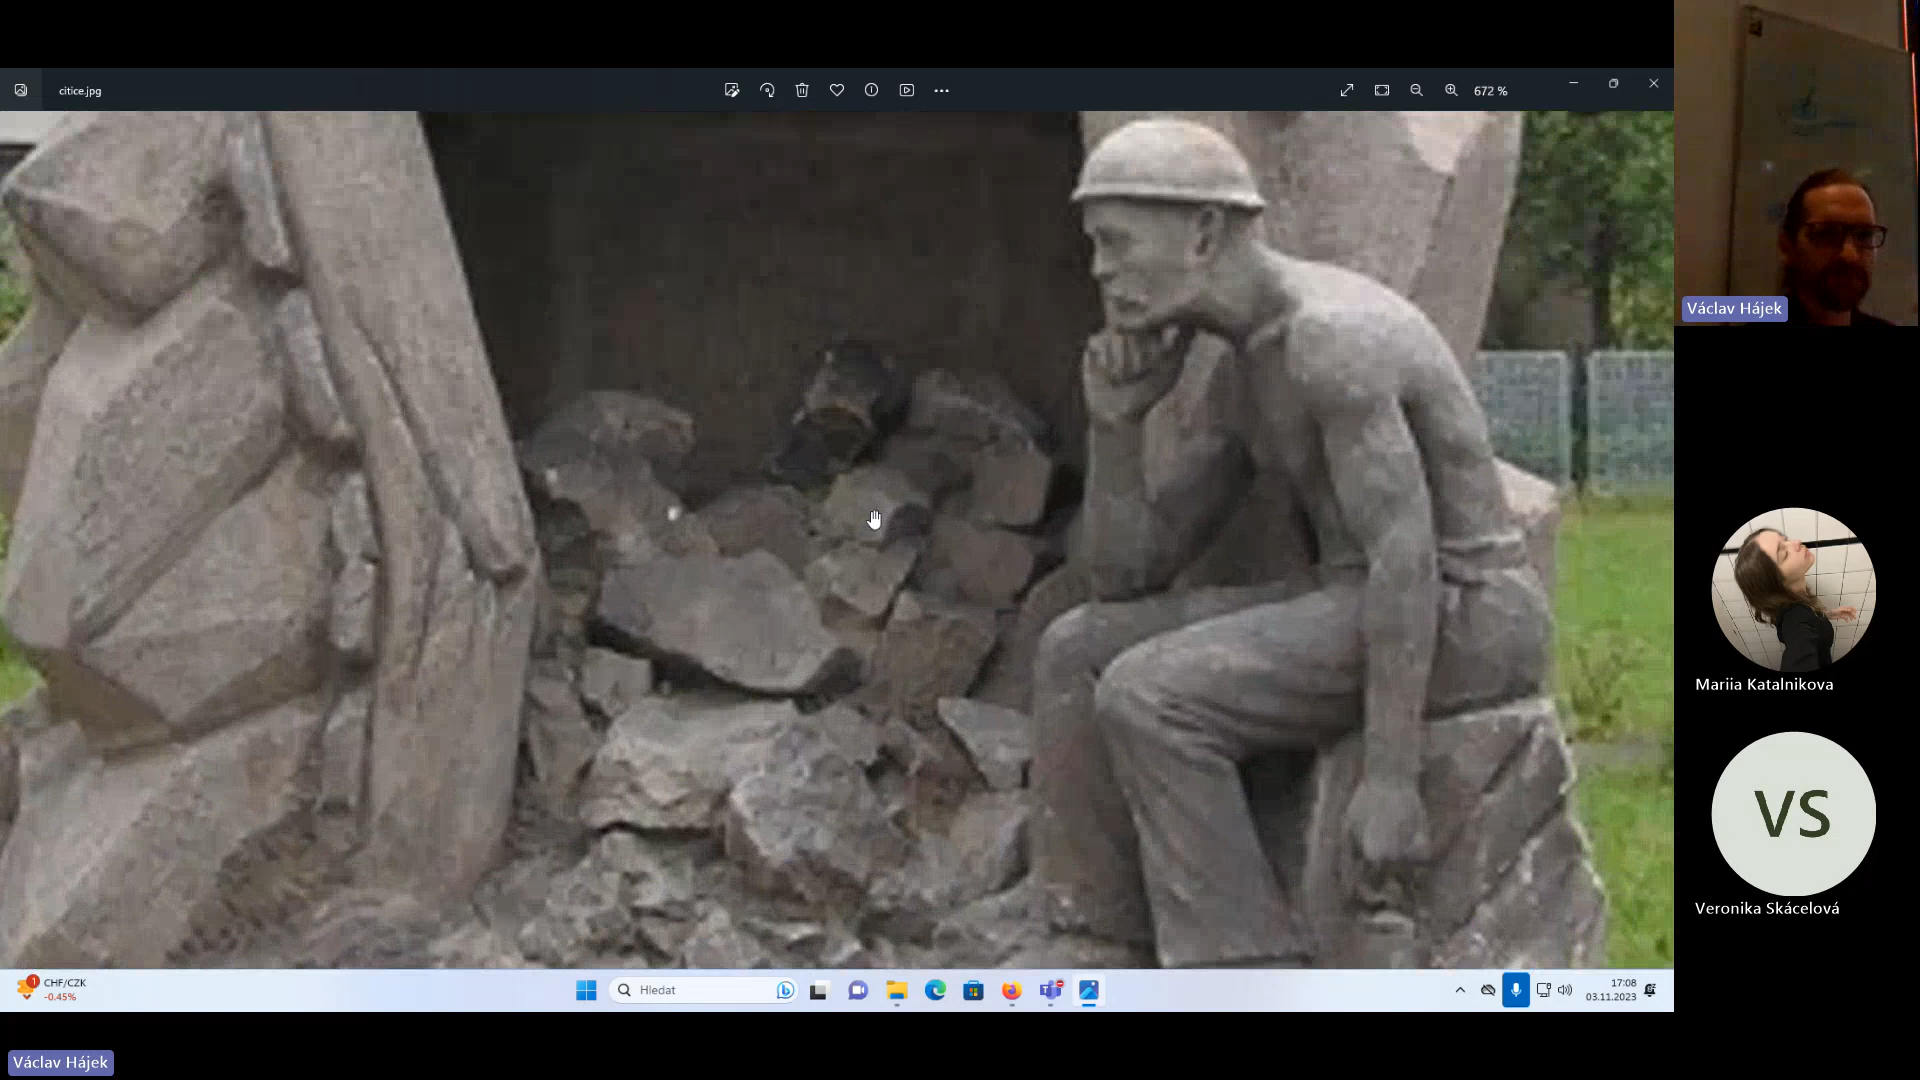 citice.jpg
672 %
Václav Hájek
Mariia Katalnikova
VS
Veronika Skácelová
1
CHF/CZK
-0.45%
Hledat
17:08
03.11.2023
Václav Hájek